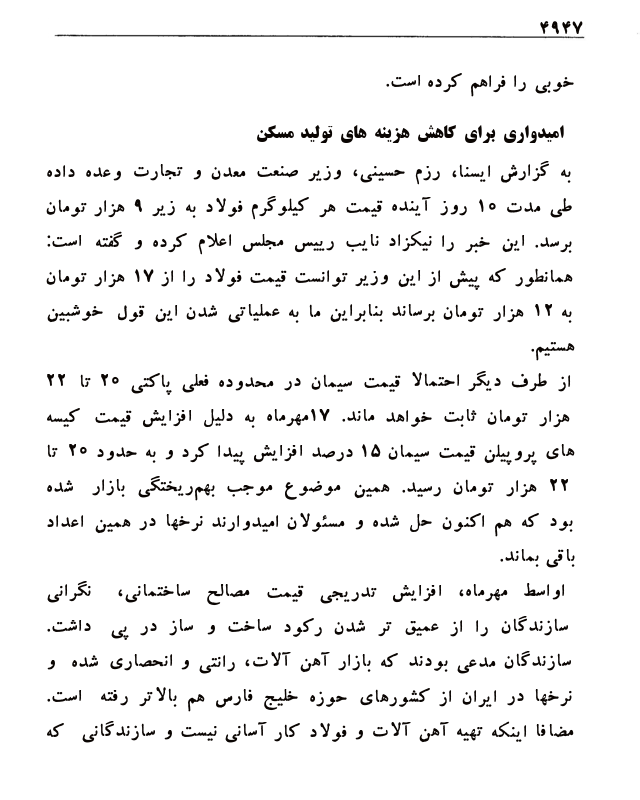 ۴۹۴۷
خوبی را فراهم کرده است.
امیدواری برای کاهش هزینه های تولید مسکن
به گزارش ایسنا، رزم حسینی، وزیر صنعت معدن و تجارت وعده داده
طی مدت ۱۰ روز آینده قیمت هر کیلوگرم فولاد به زیر ۹ هزار تومان
برسد. این خبر را نیکزاد نایب رییس مجلس اعلام کرده و گفته است:
همانطور که پیش از این وزیر توانست قیمت فولاد را از ۱۷ هزار تومان
به ۱۲ هزار تومان برساند بنابراین ما به عملیاتی شدن این قول خوشبین
هستیم.
از طرف دیگر احتمالا قیمت سیمان در محدوده فعلی پاکتی ۲۰ تا ۲۲
هزار تومان ثابت خواهد ماند. ۱۷مهرماه به دلیل افزایش قیمت کیسه
های پروپیلن قیمت سیمان ۱۵ درصد افزایش پیدا کرد و به حدود ۲۰ تا
۲۲ هزار تومان رسید. همین موضوع موجب بهم‌ریختگی بازار شده
بود که هم اکنون حل شده و مسئولان امیدوارند نرخها در همین اعداد
باقی بماند.
اواسط مهرماه، افزایش تدریجی قیمت مصالح ساختمانی، نگرانی
سازندگان را از عمیق تر شدن رکود ساخت و ساز در پی داشت.
سازندگان مدعی بودند که بازار آهن آلات، رانتی و انحصاری شده و
نرخها در ایران از کشورهای حوزه خلیج فارس هم بالاتر رفته است.
مضافا اینکه تهیه آهن آلات و فولاد کار آسانی نیست و سازندگانی که